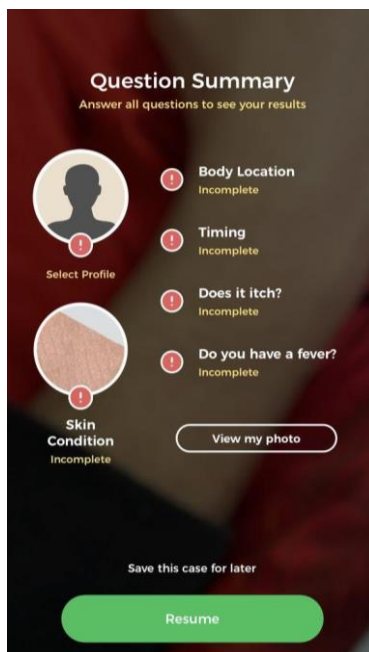 Question Summary
Answer all questions to see your results
Body Location
Incomplete
Timing
Incomplete
Select Profile
Does it itch?
Incomplete
Do you have a fever?
Incomplete
Skin
Condition
Incomplete
View my photo
Save this case for later
Resume